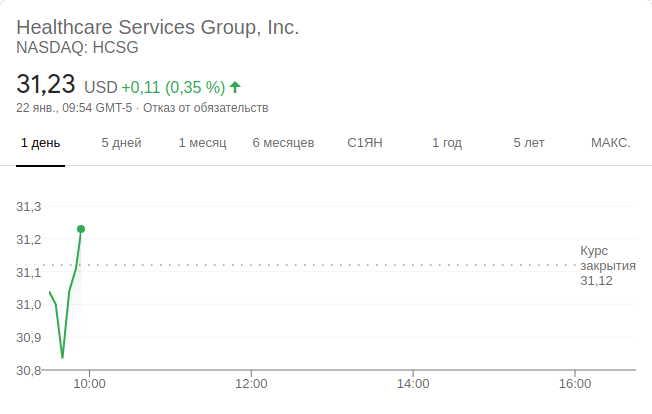 Healthcare Services Group, Inc.
NASDAQ: HCSG
31,23 USD +0,11 (0,35 %)
22 янв., 09:54 GMT-5 · Отказ от обязательств
1 день 5 дней 1 месяц 6 месяцев С1ЯН 1 год 5 лет МАКС.
31,3
31,2
31,1
31,0
30,9
30,8
Курс
закрытия
31,12
10:00 12:00 14:00 16:00